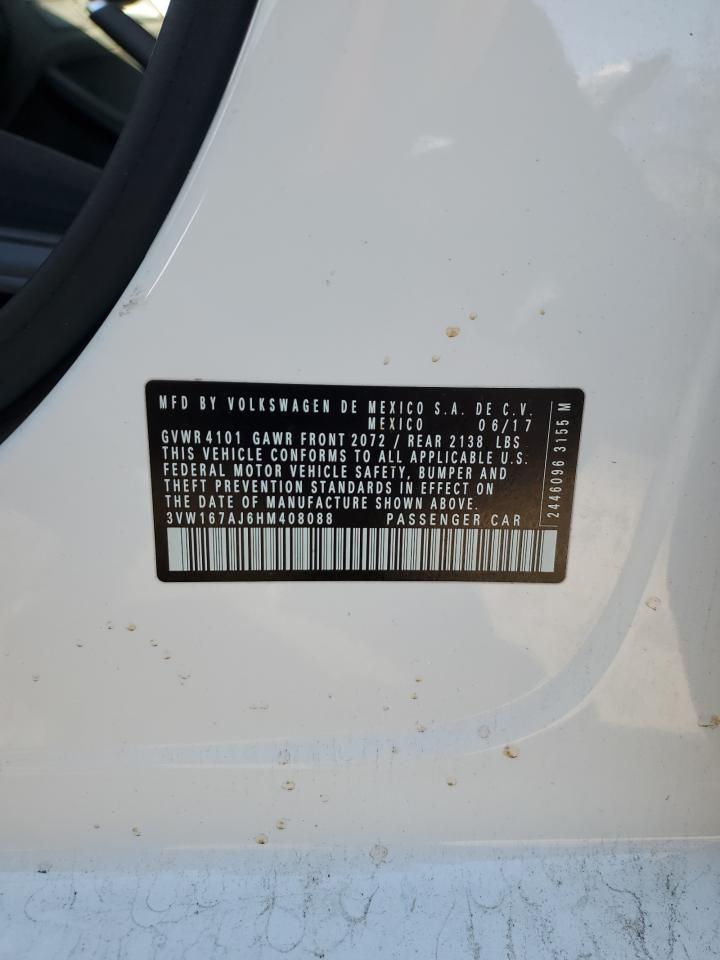 MFD BY VOLKSWAGEN DE MEXICO S.A. DE C.V.
MEXICO 06/17
GVWR 4101 GAWR FRONT 2072 / REAR 2138 LBS
THIS VEHICLE CONFORMS TO ALL APPLICABLE U.S.
FEDERAL MOTOR VEHICLE SAFETY, BUMPER AND
THEFT PREVENTION STANDARDS IN EFFECT ON
THE DATE OF MANUFACTURE SHOWN ABOVE.
3VW167AJ6HM408088 PASSENGER CAR
2446096 3155 M